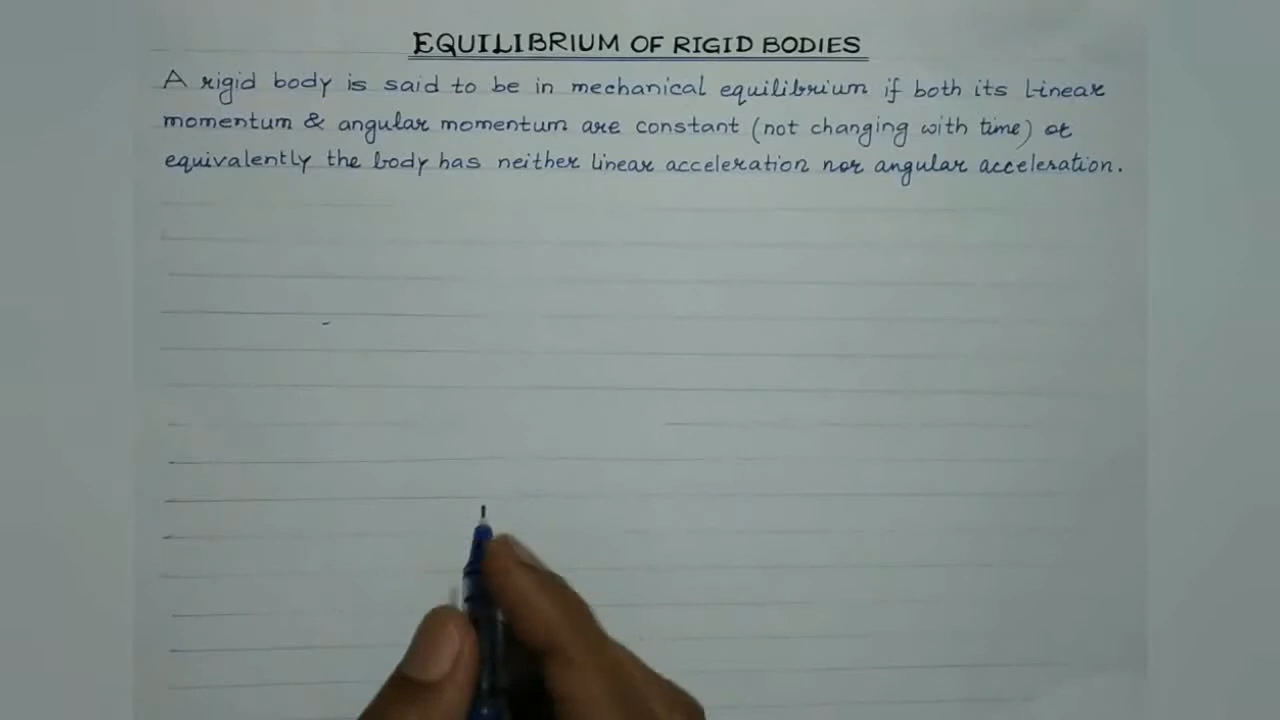 EQUILIBRIUM OF RIGID BODIES
A rigid body is said to be in mechanical equilibrium if both its linear
momentum & angular momentum are constant (not changing with time) or
equivalently the body has neither linear acceleration nor angular acceleration.